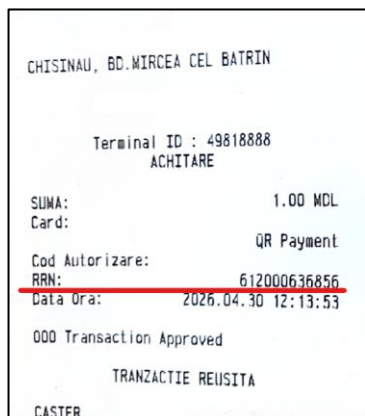 CHISINAU, BD.MIRCEA CEL BATRIN
Terminal ID : 49818888
ACHITARE
SUMA: 1.00 MDL
Card:
QR Payment
Cod Autorizare:
RRN: 612000636856
Data Ora: 2026.04.30 12:13:53
000 Transaction Approved
TRANZACTIE REUSITA
CASIER